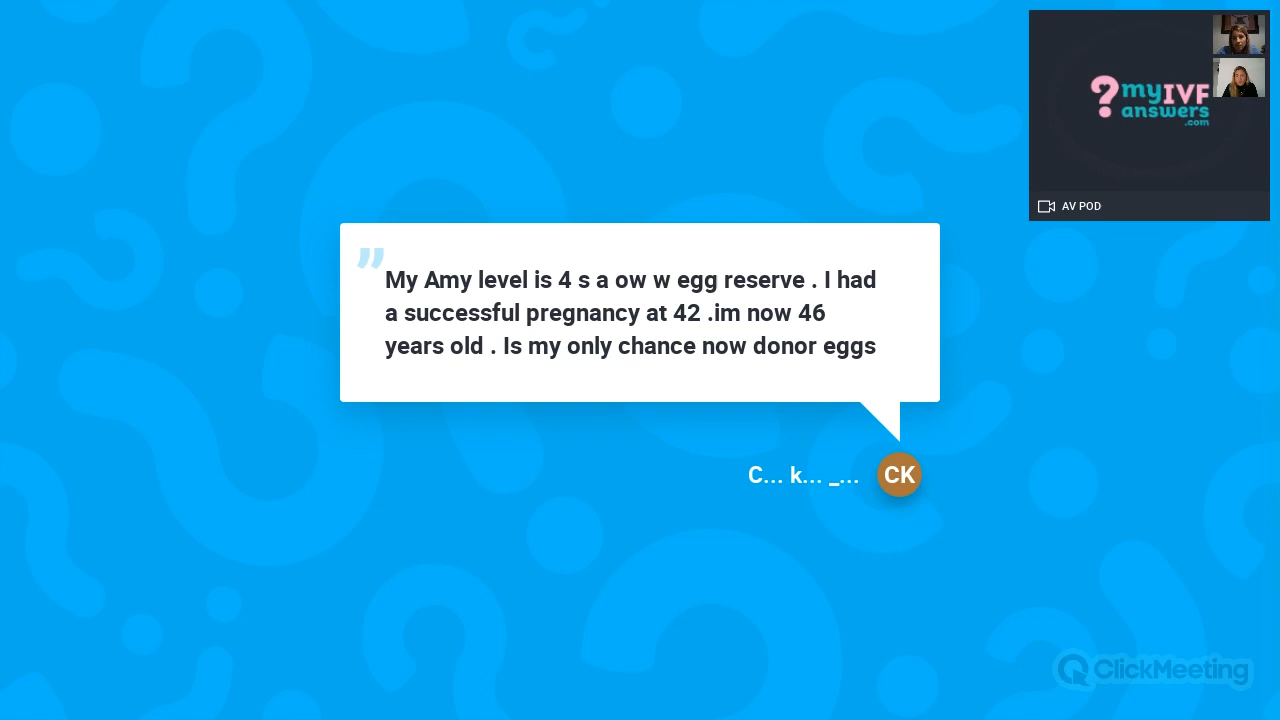 myIVF
answers
.com
AV POD
My Amy level is 4 s a ow w egg reserve . I had
a successful pregnancy at 42 .im now 46
years old . Is my only chance now donor eggs
C... k... _...
CK
ClickMeeting